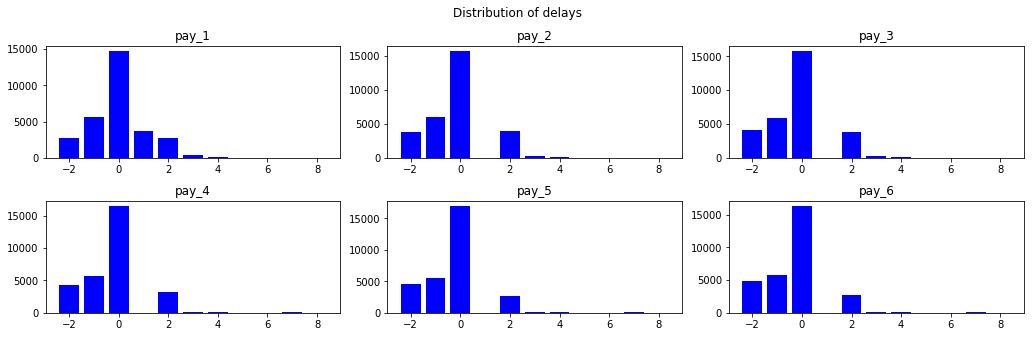 Distribution of delays
pay_1 pay_2 pay_3
15000 15000 15000
10000 10000 10000
5000 5000 5000
0 0 0
−2 0 2 4 6 8 −2 0 2 4 6 8 −2 0 2 4 6 8
pay_4 pay_5 pay_6
15000 15000 15000
10000 10000 10000
5000 5000 5000
0 0 0
−2 0 2 4 6 8 −2 0 2 4 6 8 −2 0 2 4 6 8